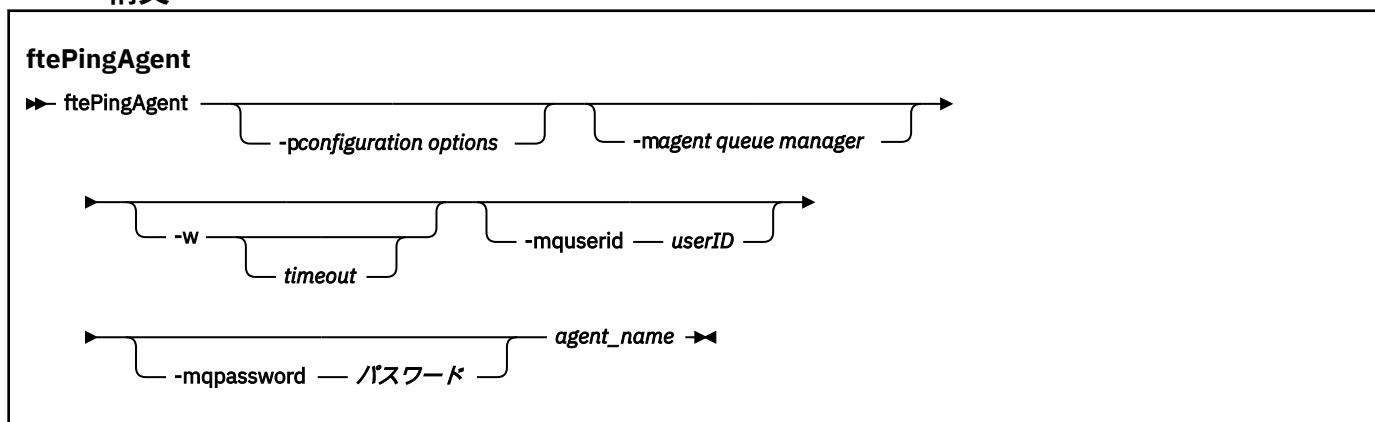 構文
ftePingAgent
ftePingAgent
-pconfiguration options
-magent queue manager
-w
timeout
-mquserid
userID
-mqpassword
パスワード
agent_name